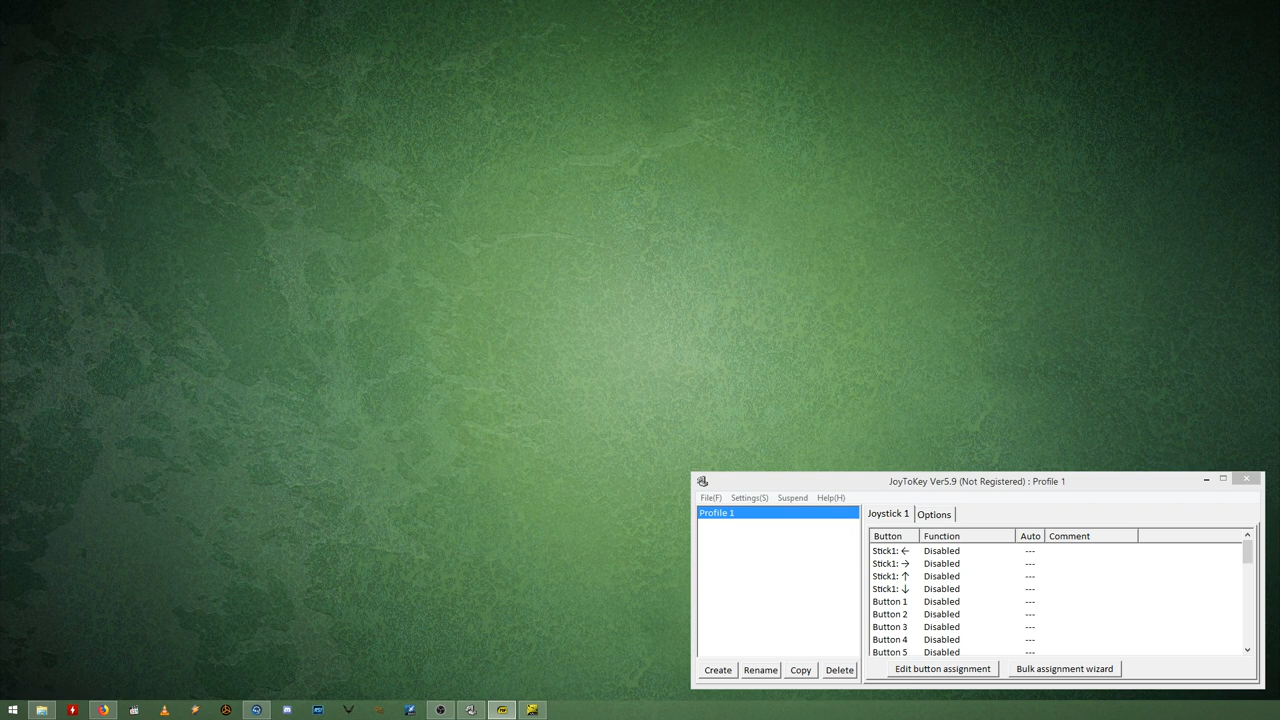 JoyToKey Ver5.9 (Not Registered) : Profile 1
File(F) Settings(S) Suspend Help(H)
Profile 1
Create Rename Copy Delete
Joystick 1 Options
Button Function Auto Comment
Stick1: ← Disabled ---
Stick1: → Disabled ---
Stick1: ↑ Disabled ---
Stick1: ↓ Disabled ---
Button 1 Disabled
Button 2 Disabled ---
Button 3 Disabled ---
Button 4 Disabled ---
Button 5 Disabled ---
Edit button assignment Bulk assignment wizard